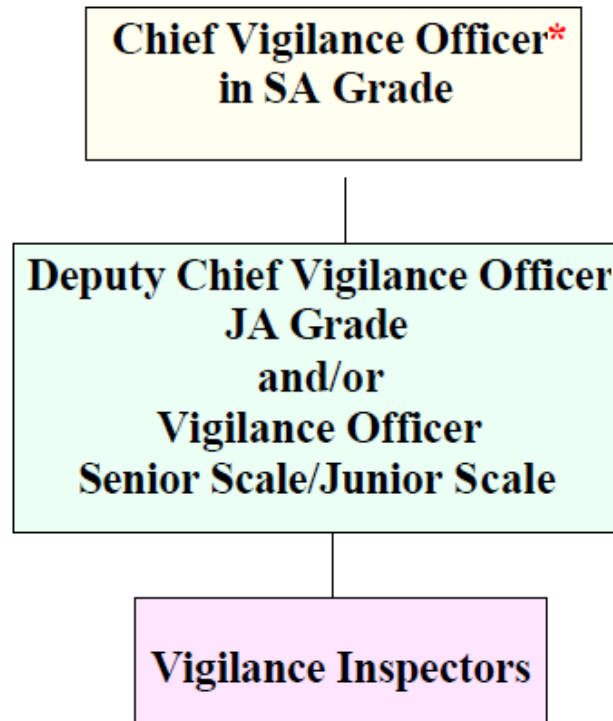 Chief Vigilance Officer*
in SA Grade
Deputy Chief Vigilance Officer
JA Grade
and/or
Vigilance Officer
Senior Scale/Junior Scale
Vigilance Inspectors